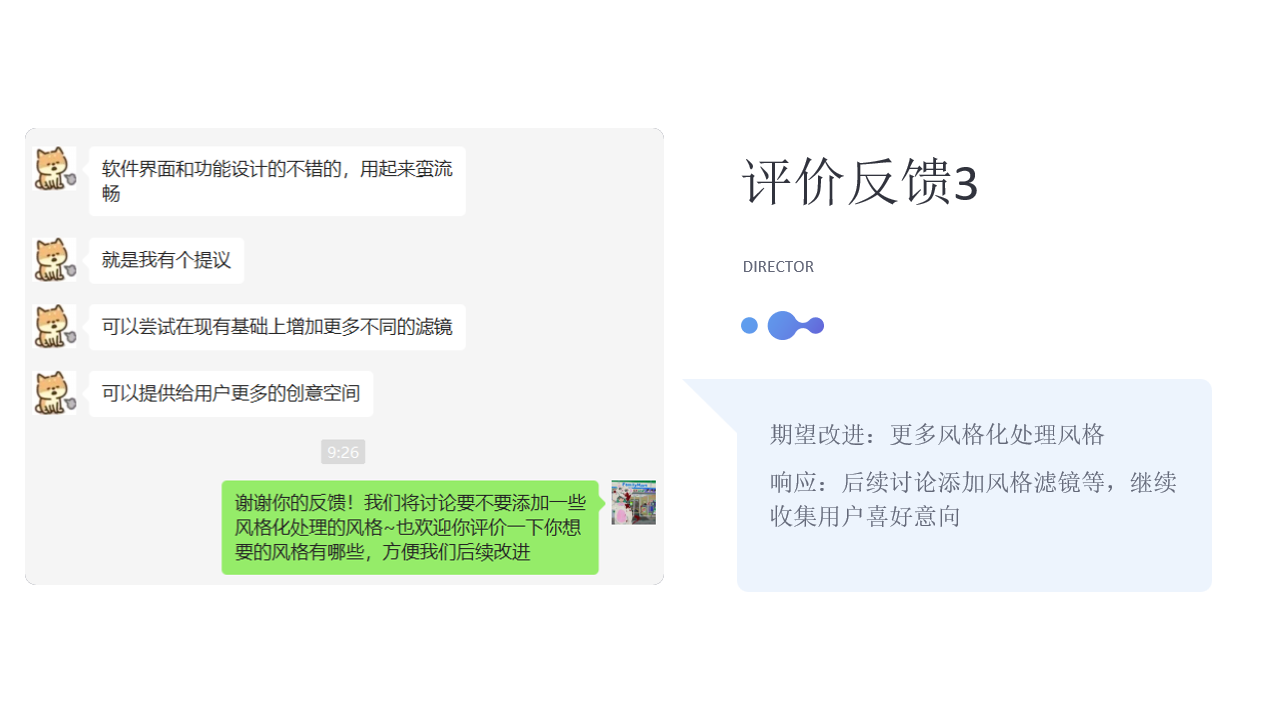 软件界面和功能设计的不错的，用起来蛮流
畅
就是我有个提议
可以尝试在现有基础上增加更多不同的滤镜
可以提供给用户更多的创意空间
9:26
谢谢你的反馈！我们将讨论要不要添加一些
风格化处理的风格~也欢迎你评价一下你想
要的风格有哪些，方便我们后续改进
评价反馈3
DIRECTOR
期望改进：更多风格化处理风格
响应：后续讨论添加风格滤镜等，继续
收集用户喜好意向